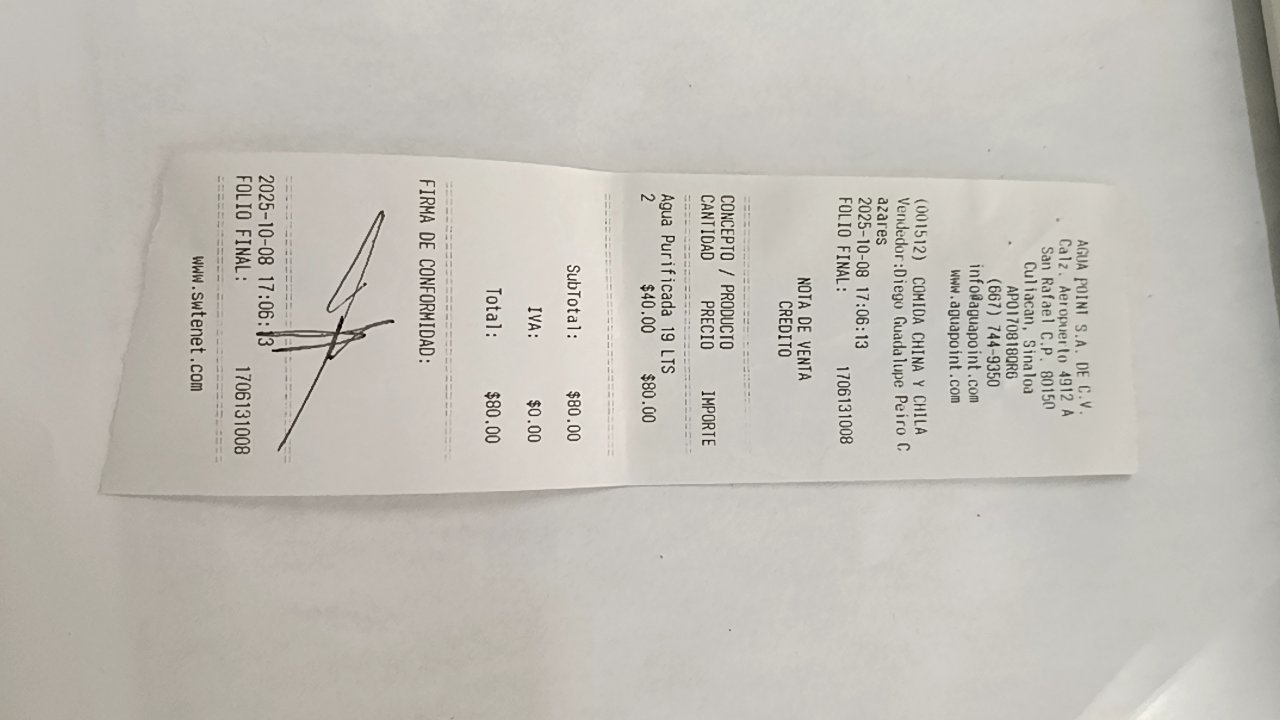 AGUA POINT S.A. DE C.V.
Calz. Aeropuerto 4912 A
San Rafael C.P. 80150
Culiacan, Sinaloa
APO170818QR6
(667) 744-9350
info@aguapoint.com
www.aguapoint.com
(001512) COMIDA CHINA Y CHILA
Vendedor:Diego Guadalupe Peiro C
azares
2025-10-08 17:06:13 1706131008
FOLIO FINAL:
NOTA DE VENTA
CREDITO
CONCEPTO / PRODUCTO
CANTIDAD PRECIO IMPORTE
Agua Purificada 19 LTS
2 $40.00 $80.00
SubTotal: $80.00
IVA: $0.00
Total: $80.00
FIRMA DE CONFORMIDAD:
2025-10-08 17:06:13
FOLIO FINAL: 1706131008
www.swtenet.com